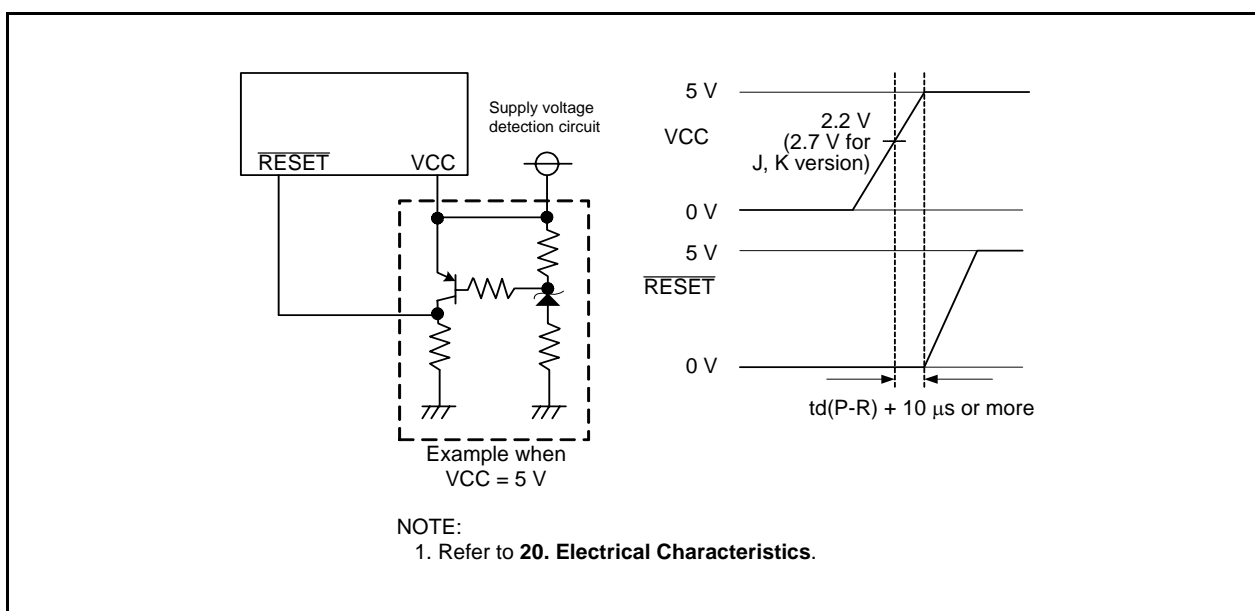 RESET
VCC
Supply voltage
detection circuit
Example when
VCC = 5 V
5 V
VCC
2.2 V
(2.7 V for
J, K version)
0 V
5 V
RESET
0 V
td(P-R) + 10 μs or more
NOTE:
1. Refer to 20. Electrical Characteristics.